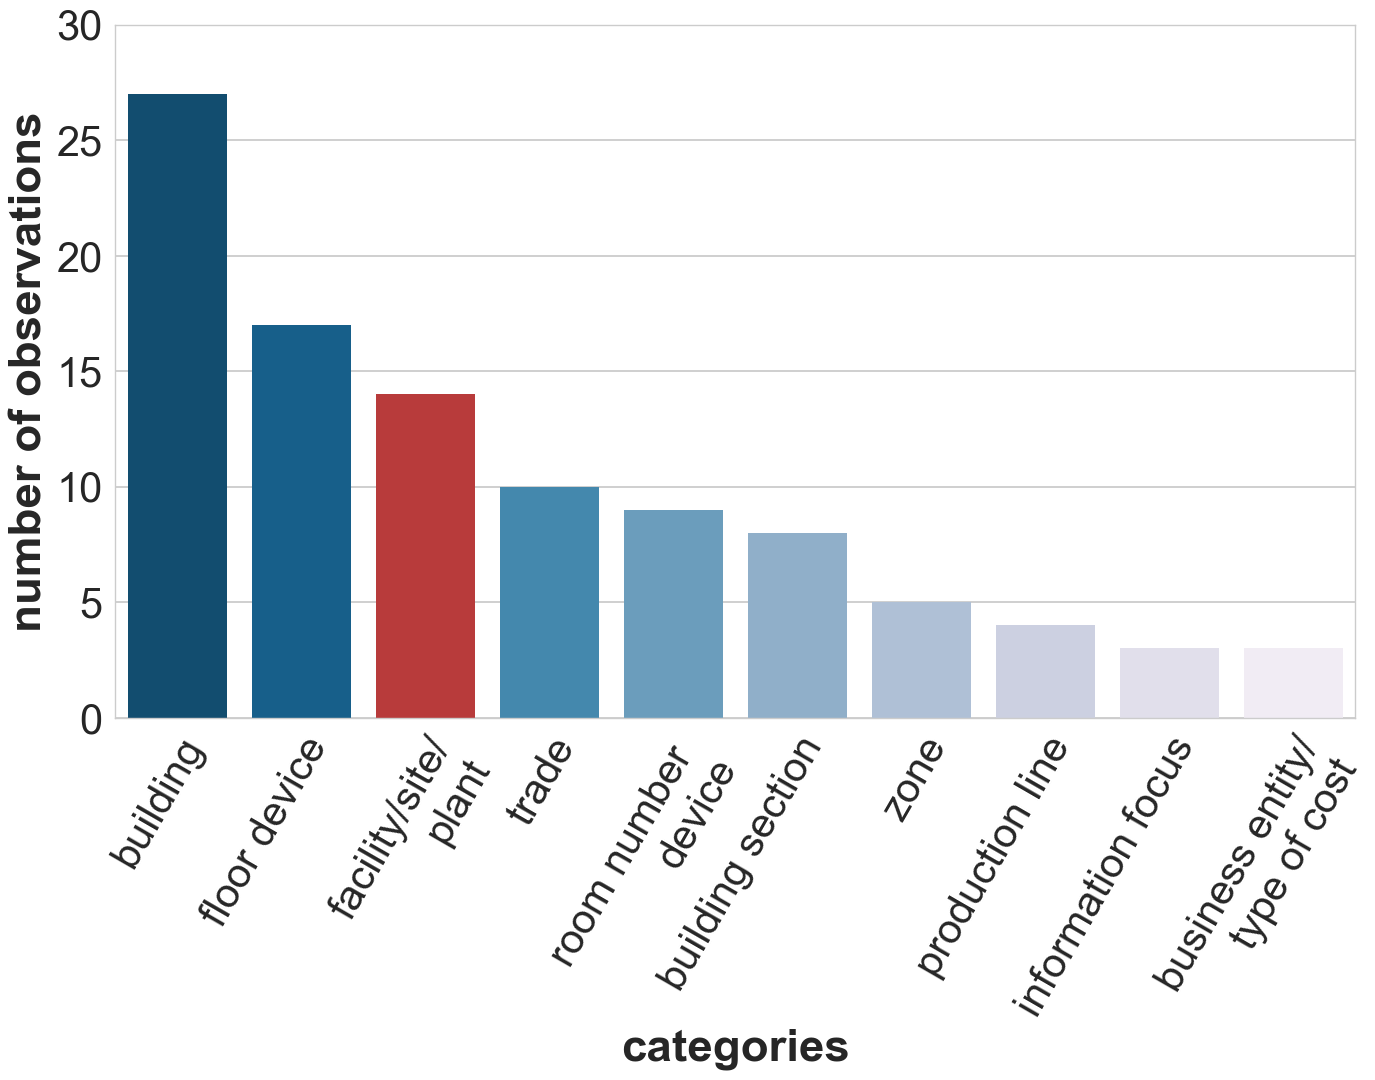 30
25
20
15
10
5
0
number of observations
building
floor device
facility/site/
plant
trade
room number
device
building section
zone
production line
information focus
business entity/
type of cost
categories